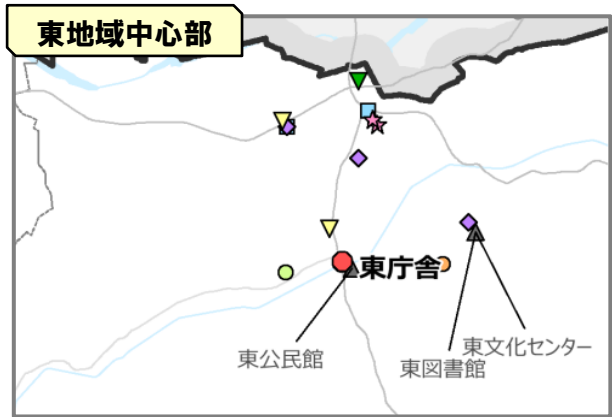 東地域中心部
東庁舎
東公民館
東図書館
東文化センター